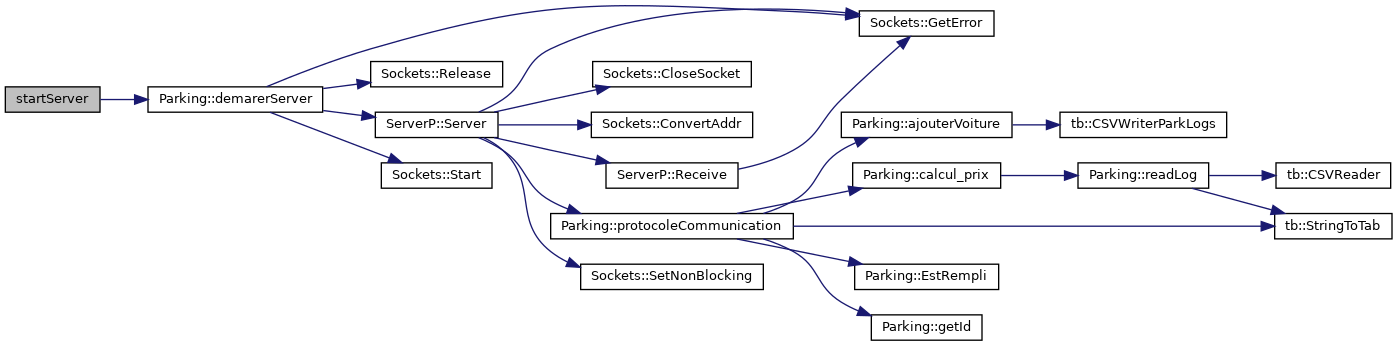 startServer
Parking::demarerServer
Sockets::GetError
Sockets::Release
ServerP::Server
Sockets::Start
Sockets::CloseSocket
Sockets::ConvertAddr
ServerP::Receive
Parking::protocoleCommunication
Sockets::SetNonBlocking
Parking::ajouterVoiture
tb::CSVWriterParkLogs
Parking::calcul_prix
Parking::readLog
tb::CSVReader
tb::StringToTab
Parking::EstRempli
Parking::getId